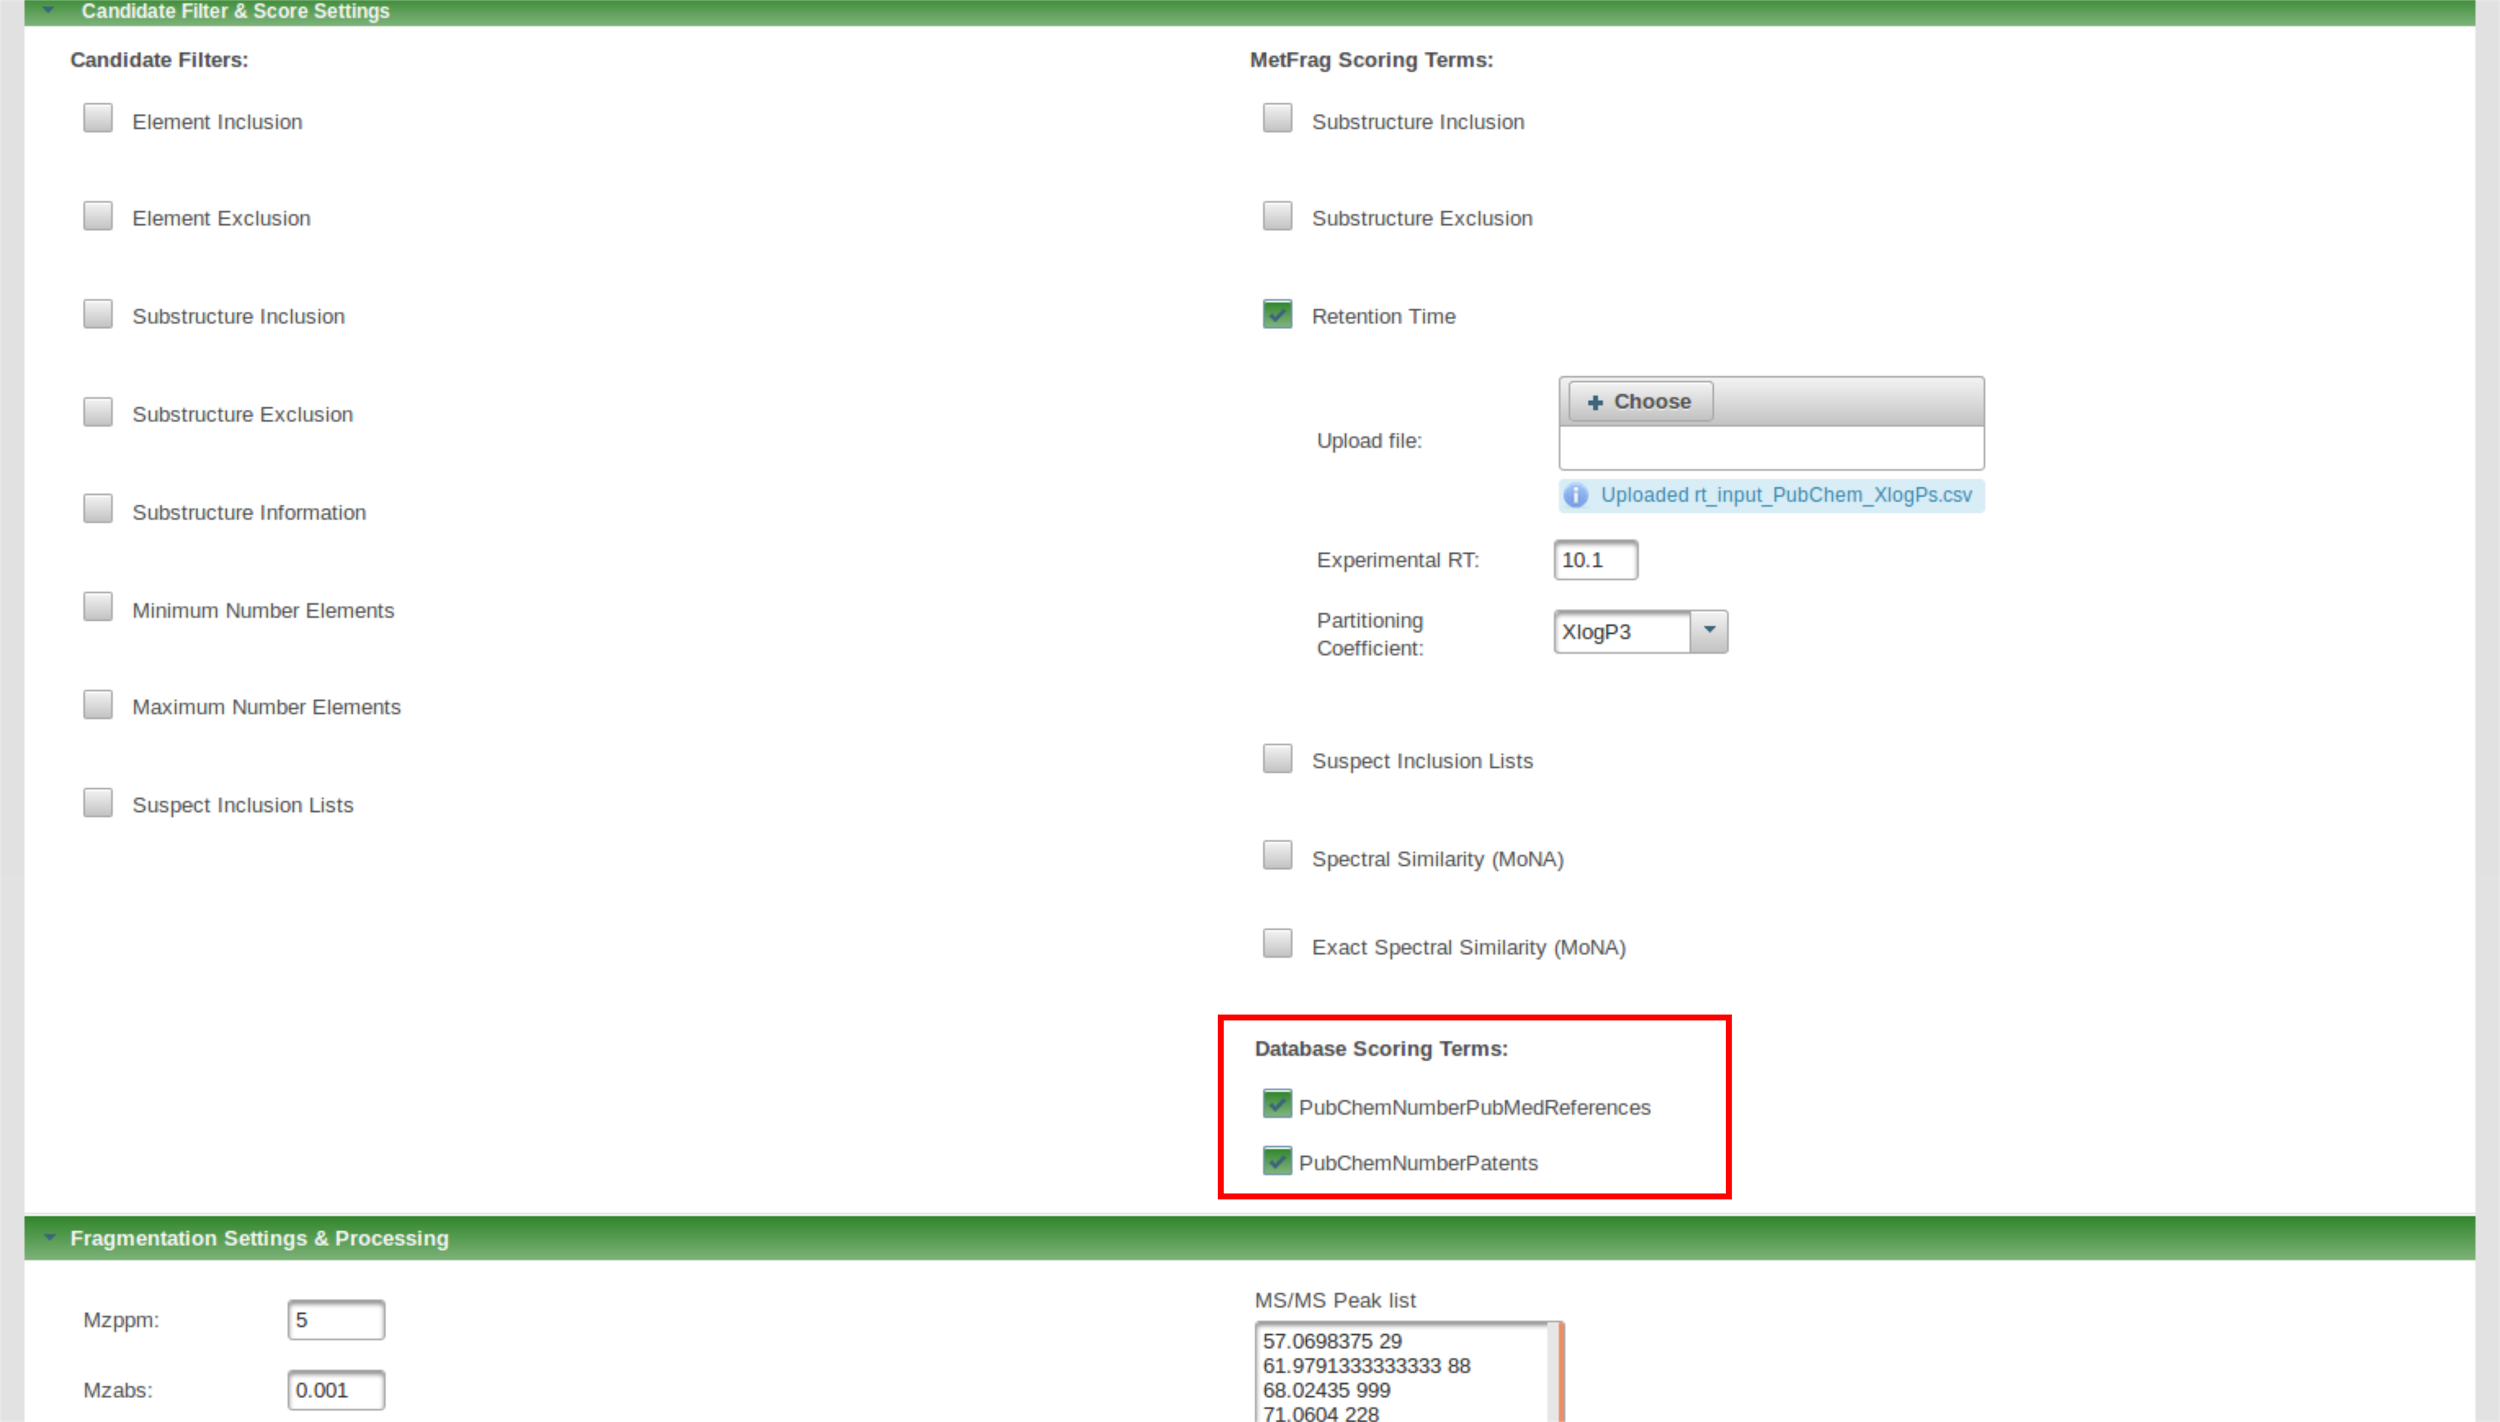 Candidate Filter & Score Settings
Candidate Filters:
Element Inclusion
Element Exclusion
Substructure Inclusion
Substructure Exclusion
Substructure Information
Minimum Number Elements
Maximum Number Elements
Suspect Inclusion Lists
MetFrag Scoring Terms:
Substructure Inclusion
Substructure Exclusion
Retention Time
Choose
Upload file:
Uploaded rt_input_PubChem_XlogPs.csv
Experimental RT: 10.1
Partitioning
Coefficient:
XlogP3
Suspect Inclusion Lists
Spectral Similarity (MoNA)
Exact Spectral Similarity (MoNA)
Database Scoring Terms:
PubChemNumberPubMedReferences
PubChemNumberPatents
Fragmentation Settings & Processing
Mzppm: 5
Mzabs: 0.001
MS/MS Peak list
57.0698375 29
61.9791333333333 88
68.02435 999
71.0604 228